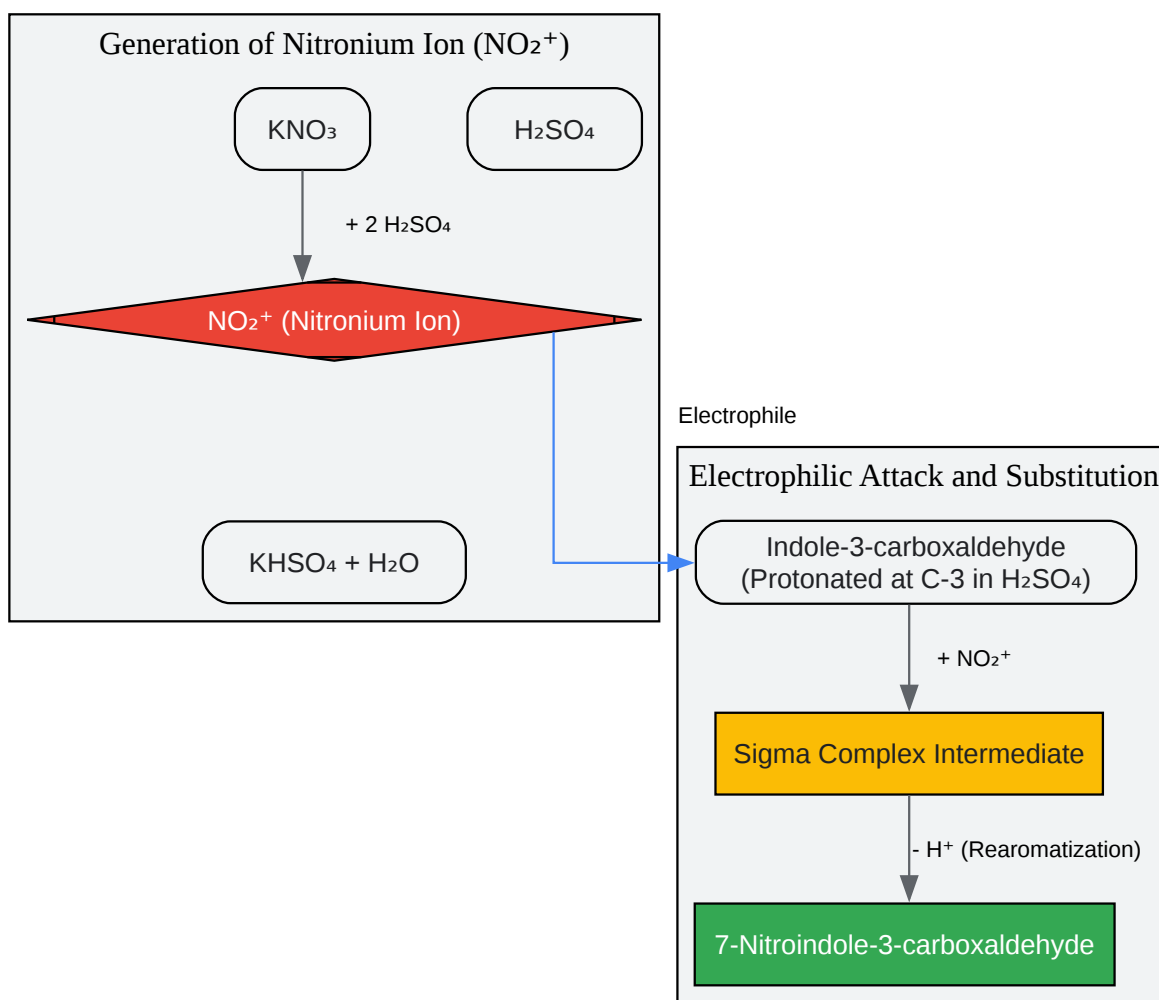 Generation of Nitronium Ion (NO₂⁺)
KNO₃
H₂SO₄
+ 2 H₂SO₄
NO₂⁺ (Nitronium Ion)
KHSO₄ + H₂O
Electrophile
Electrophilic Attack and Substitution
Indole-3-carboxaldehyde
(Protonated at C-3 in H₂SO₄)
+ NO₂⁺
Sigma Complex Intermediate
- H⁺ (Rearomatization)
7-Nitroindole-3-carboxaldehyde